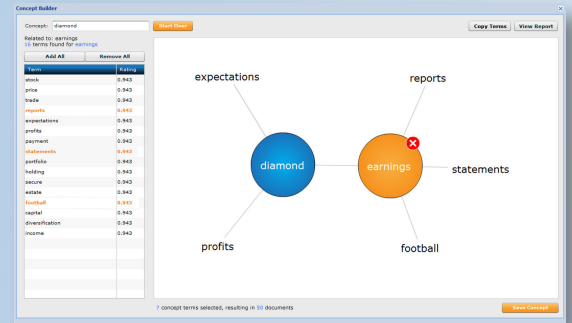 Concept Builder
Concept: diamond
Start Over
Copy Terms
View Report
Related to: earnings
16 terms found for earnings
Add All
Remove All
Term Rating
stock 0.943
price 0.943
trade 0.943
reports 0.943
expectations 0.943
profits 0.943
payment 0.943
statements 0.943
portfolio 0.943
holding 0.943
secure 0.943
estate 0.943
football 0.943
capital 0.943
diversification 0.943
income 0.943
expectations
reports
diamond
earnings
statements
profits
football
7 concept terms selected, resulting in 50 documents
Save Concept